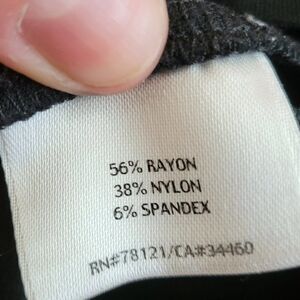 56% RAYON
38% NYLON
6% SPANDEX
RN#78121/CA#34460